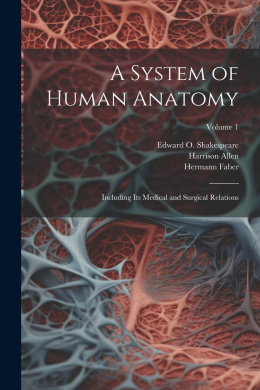 A System of
Human Anatomy
Volume 1
Edward O. Shakespeare
Harrison Allen
Hermann Faber
Including Its Medical and Surgical Relations